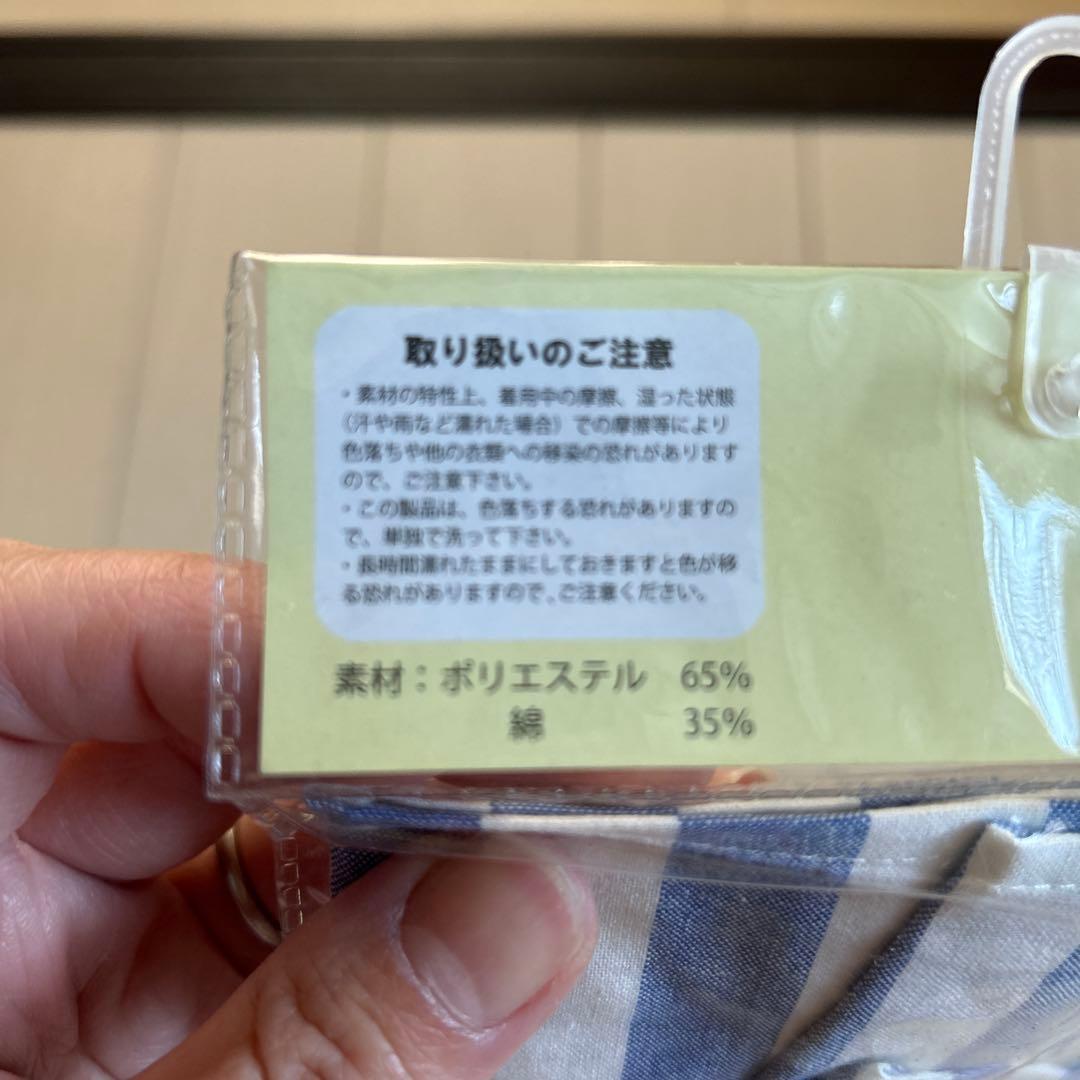 取り扱いのご注意
・素材の特性上、着用中の摩擦、湿った状態
（汗や雨など濡れた場合）での摩擦等により
色落ちや他の衣類への移染の恐れがあります
ので、ご注意下さい。
・この製品は、色落ちする恐れがありますの
で、単独で洗って下さい。
・長時間濡れたままにしておきますと色が移
る恐れがありますので、ご注意ください。
素材：ポリエステル 65%
綿 35%